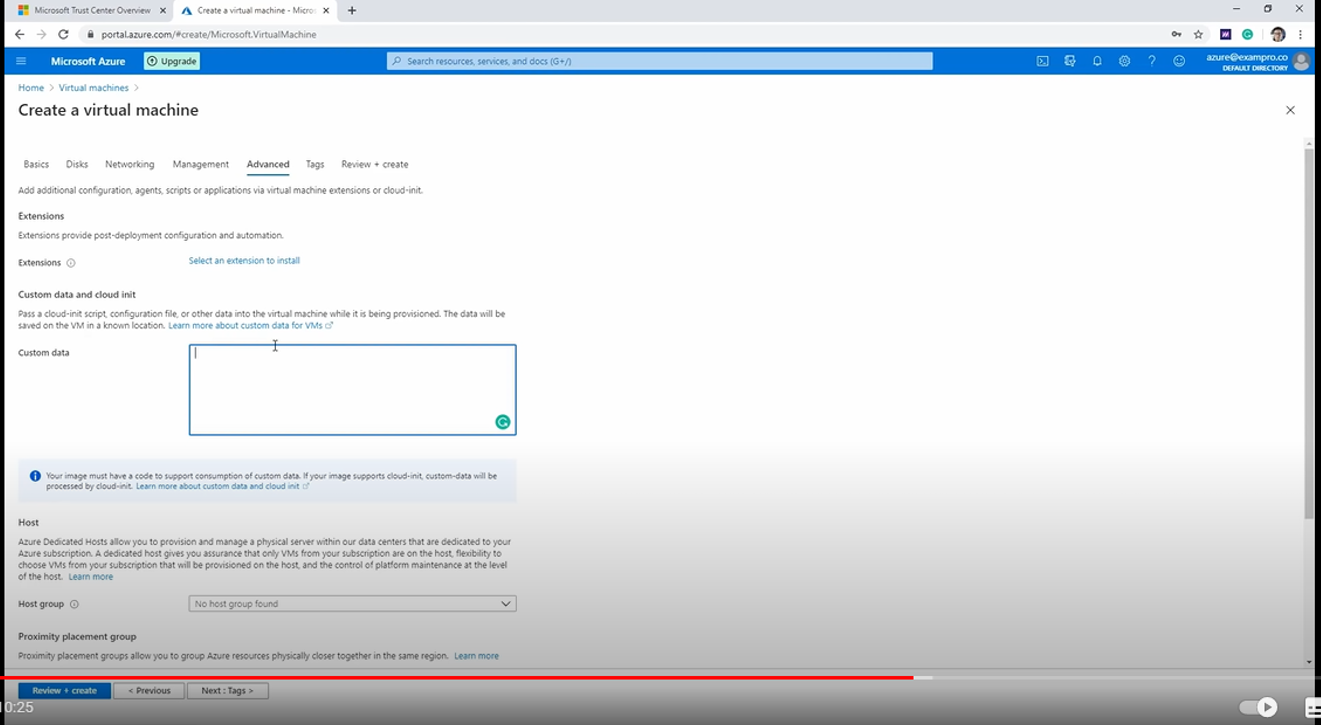 Microsoft Trust Center Overview
Create a virtual machine - Micros
portal.azure.com/#create/Microsoft.VirtualMachine
Microsoft Azure
Upgrade
Search resources, services, and docs (G+/)
azure@exampro.co
DEFAULT DIRECTORY
Home > Virtual machines >
Create a virtual machine
Basics Disks Networking Management Advanced Tags Review + create
Add additional configuration, agents, scripts or applications via virtual machine extensions or cloud-init.
Extensions
Extensions provide post-deployment configuration and automation.
Extensions
Select an extension to install
Custom data and cloud init
Pass a cloud-init script, configuration file, or other data into the virtual machine while it is being provisioned. The data will be
saved on the VM in a known location. Learn more about custom data for VMs
Custom data
Your image must have a code to support consumption of custom data. If your image supports cloud-init, custom-data will be
processed by cloud-init. Learn more about custom data and cloud init
Host
Azure Dedicated Hosts allow you to provision and manage a physical server within our data centers that are dedicated to your
Azure subscription. A dedicated host gives you assurance that only VMs from your subscription are on the host, flexibility to
choose VMs from your subscription that will be provisioned on the host, and the control of platform maintenance at the level
of the host. Learn more
Host group
No host group found
Proximity placement group
Proximity placement groups allow you to group Azure resources physically closer together in the same region. Learn more
Review + create
< Previous
Next : Tags >
10:25